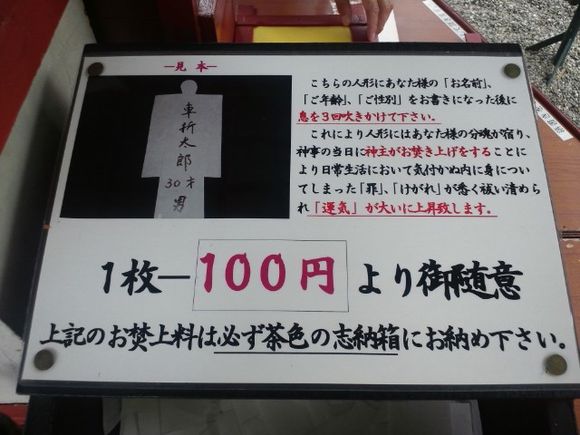 見本
車折太郎
30才
男
こちらの人形にあなた様の「お名前」、
「ご年齢」、「ご性別」をお書きになった後に
息を3回吹きかけて下さい。
これにより人形にはあなた様の分魂が宿り、
神事の当日に神主がお焚き上げをすることに
より日常生活において気付かぬ内に身につい
てしまった「罪」、「けがれ」が悉く祓い清めら
れ「運気」が大いに上昇致します。
1枚―100円より御随意
上記のお焚上料は必ず茶色の志納箱にお納め下さい。